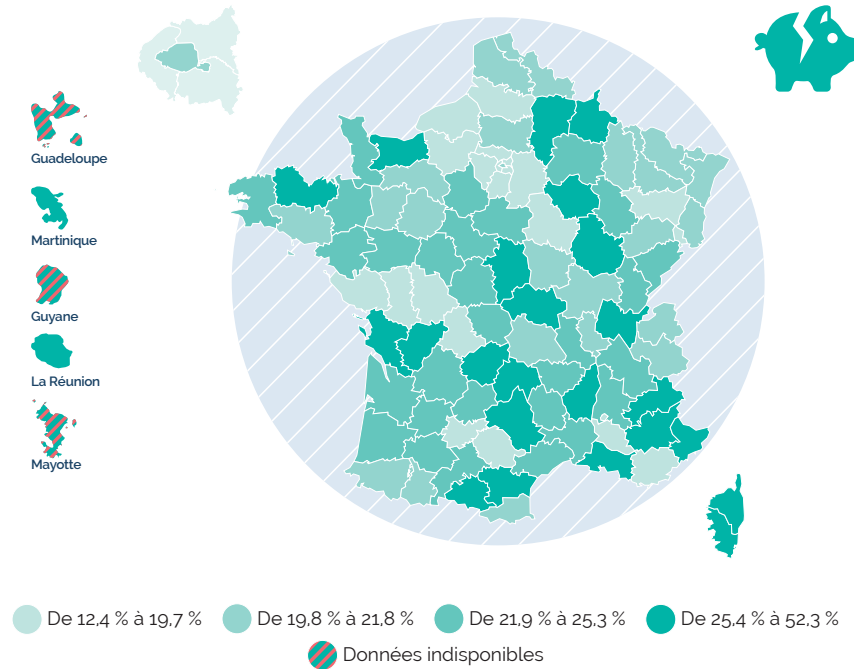 Guadeloupe
Martinique
Guyane
La Réunion
Mayotte
De 12,4 % à 19,7 %
De 19,8 % à 21,8 %
De 21,9 % à 25,3 %
De 25,4 % à 52,3 %
Données indisponibles